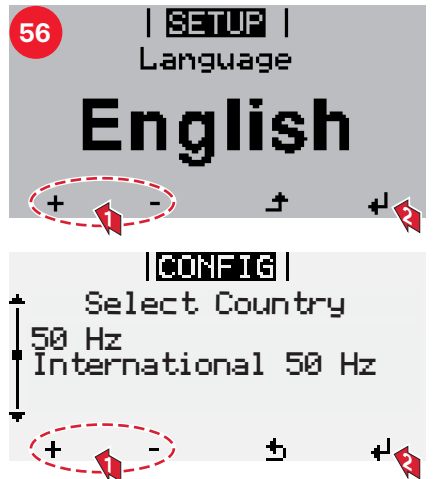 56
| SETUP |
Language
English
+ - ↵
1 2
| CONFIG |
Select Country
50 Hz
International 50 Hz
+ - ↵
1 2